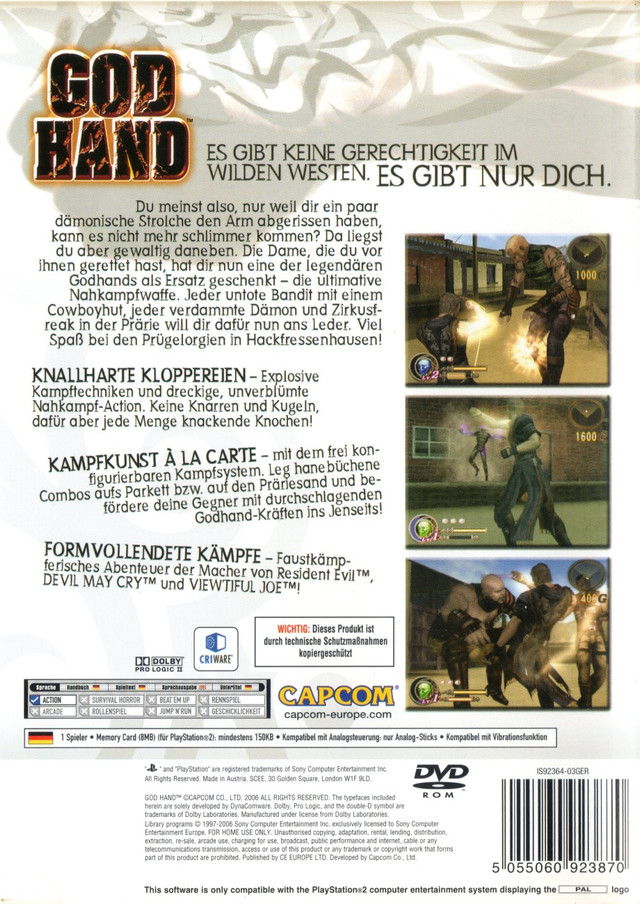 GOD
HAND™
ES GIBT KEINE GERECHTIGKEIT IM
WILDEN WESTEN. ES GIBT NUR DICH.
Du meinst also, nur weil dir ein paar
dämonische Strolche den Arm abgerissen haben,
kann es nicht mehr schlimmer kommen? Da liegst
du aber gewaltig daneben. Die Dame, die du vor
ihnen gerettet hast, hat dir nun eine der legendären
Godhands als Ersatz geschenkt – die ultimative
Nahkampfwaffe. Jeder untote Bandit mit einem
Cowboyhut, jeder verdammte Dämon und Zirkusf-
reak in der Prärie will dir dafür nun ans Leder. Viel
Spaß bei den Prügelorgien in Hackfressenhausen!
KNALLHARTE KLOPPEREIEN – Explosive
Kampftechniken und dreckige, unverblümte
Nahkampf-Action. Keine Knarren und Kugeln,
dafür aber jede Menge knackende Knochen!
KAMPFKUNST À LA CARTE – mit dem frei kon-
figurierbaren Kampfsystem. Leg hanebüchene
Combos aufs Parkett bzw. auf den Präriesand und be-
fördere deine Gegner mit durchschlagenden
Godhand-Kräften ins Jenseits!
FORMVOLLENDETE KÄMPFE – Faustkämp-
ferisches Abenteuer der Macher von Resident Evil™,
DEVIL MAY CRY™ und VIEWTIFUL JOE™!
1000 G
1600
400 G
DOLBY
PRO LOGIC II
CRIWARE
WICHTIG: Dieses Produkt ist
durch technische Schutzmaßnahmen
kopiergeschützt
Sprache Handbuch Spieltext Sprachausgabe Untertitel
ACTION SURVIVAL HORROR BEAT'EM UP RENNSPIEL
ARCADE ROLLENSPIEL JUMP'N'RUN GESCHICKLICHKEIT
CAPCOM®
capcom-europe.com
1 Spieler • Memory Card (8MB) (für PlayStation®2): mindestens 150KB • Kompatibel mit Analogsteuerung: nur Analog-Sticks • Kompatibel mit Vibrationsfunktion
" " and "PlayStation" are registered trademarks of Sony Computer Entertainment Inc.
All Rights Reserved. Made in Austria. SCEE, 30 Golden Square, London W1F 9LD.
GOD HAND™ ©CAPCOM CO., LTD. 2006 ALL RIGHTS RESERVED. The typefaces included
herein are solely developed by DynaComware. Dolby, Pro Logic, and the double-D symbol are
trademarks of Dolby Laboratories. Manufactured under license from Dolby Laboratories.
Library programs © 1997-2006 Sony Computer Entertainment Inc. exclusively licensed to Sony Computer
Entertainment Europe. FOR HOME USE ONLY. Unauthorised copying, adaptation, rental, lending, distribution,
extraction, re-sale, arcade use, charging for use, broadcast, public performance and internet, cable or any
telecommunications transmission, access or use of this product or any trademark or copyright work that forms
part of this product are prohibited. Published by CE EUROPE LTD. Developed by Capcom Co., Ltd.
DVD
ROM
IS92364-03GER
5 055060 923870
This software is only compatible with the PlayStation®2 computer entertainment system displaying the PAL logo